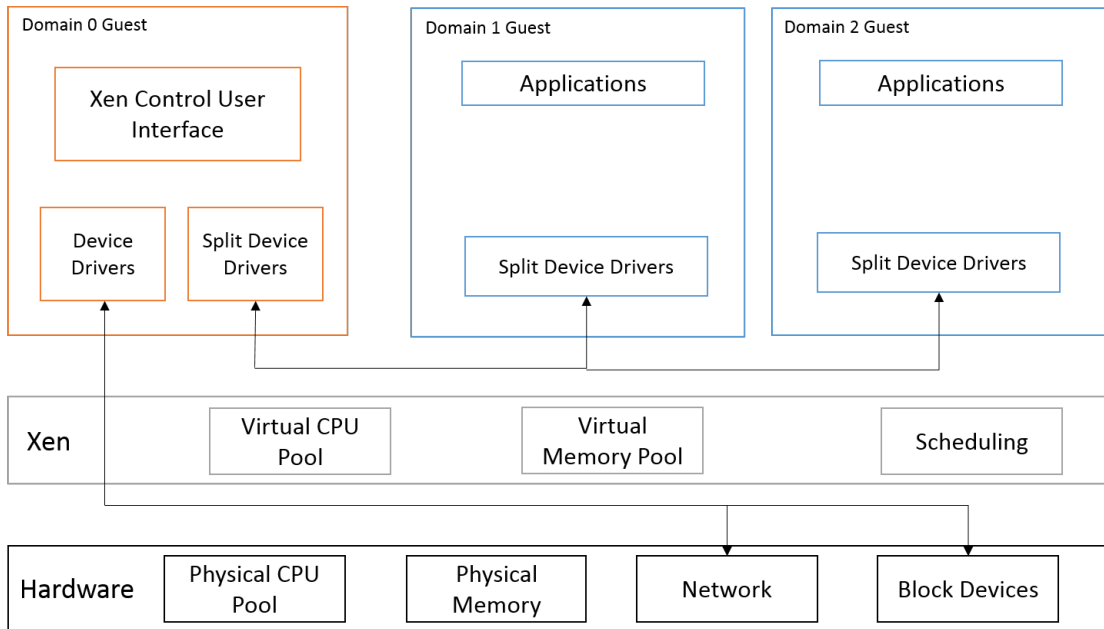 Domain 0 Guest
Xen Control User
Interface
Device
Drivers
Split Device
Drivers
Domain 1 Guest
Applications
Split Device Drivers
Domain 2 Guest
Applications
Split Device Drivers
Xen
Virtual CPU
Pool
Virtual
Memory Pool
Scheduling
Hardware
Physical CPU
Pool
Physical
Memory
Network
Block Devices